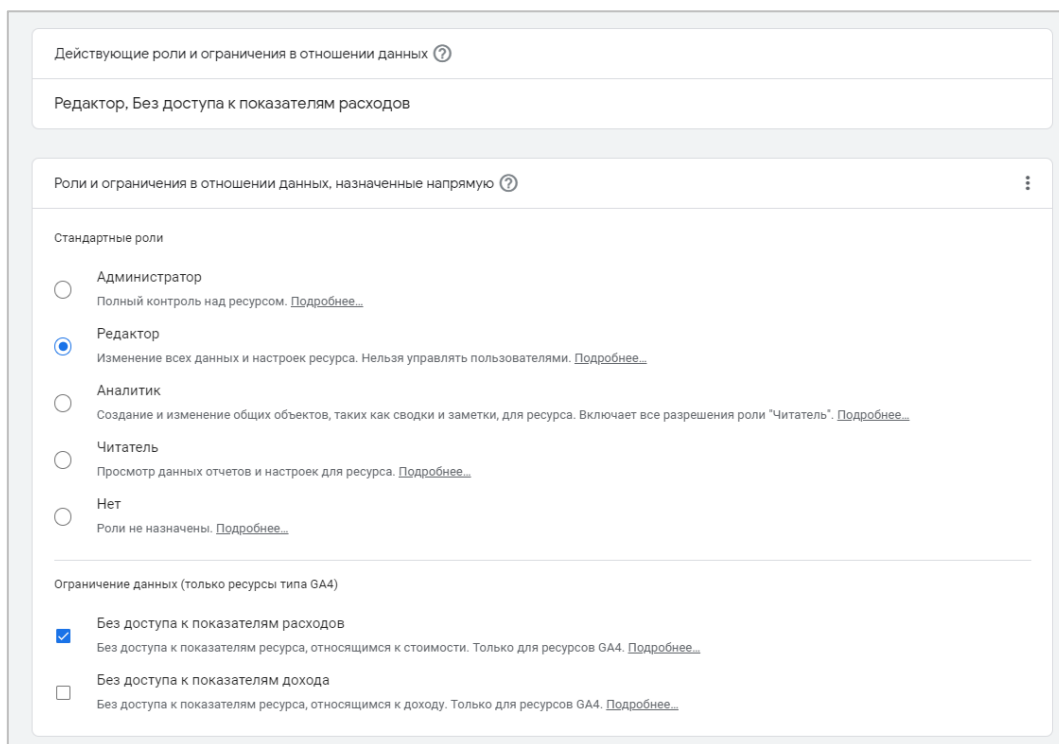 Действующие роли и ограничения в отношении данных ?
Редактор, Без доступа к показателям расходов
Роли и ограничения в отношении данных, назначенные напрямую ?
Стандартные роли
Администратор
Полный контроль над ресурсом. Подробнее…
Редактор
Изменение всех данных и настроек ресурса. Нельзя управлять пользователями. Подробнее…
Аналитик
Создание и изменение общих объектов, таких как сводки и заметки, для ресурса. Включает все разрешения роли "Читатель". Подробнее…
Читатель
Просмотр данных отчетов и настроек для ресурса. Подробнее…
Нет
Роли не назначены. Подробнее…
Ограничение данных (только ресурсы типа GA4)
Без доступа к показателям расходов
Без доступа к показателям ресурса, относящимся к стоимости. Только для ресурсов GA4. Подробнее…
Без доступа к показателям дохода
Без доступа к показателям ресурса, относящимся к доходу. Только для ресурсов GA4. Подробнее…